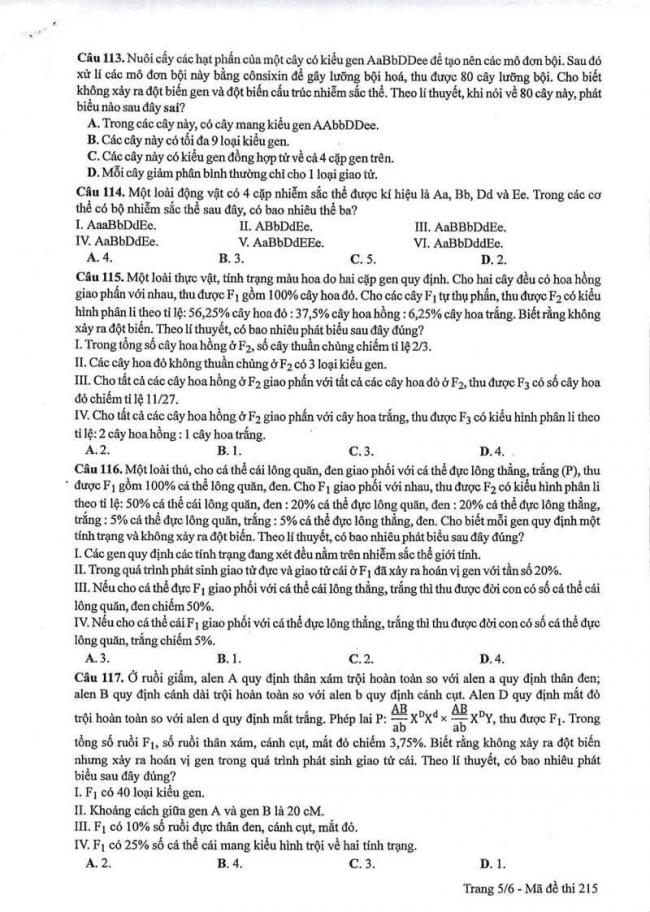 Câu 113. Nuôi cấy các hạt phấn của một cây có kiểu gen AaBbDDee để tạo nên các mô đơn bội. Sau đó
xử lí các mô đơn bội này bằng cônsixin để gây lưỡng bội hoá, thu được 80 cây lưỡng bội. Cho biết
không xảy ra đột biến gen và đột biến cấu trúc nhiễm sắc thể. Theo lí thuyết, khi nói về 80 cây này, phát
biểu nào sau đây sai?
A. Trong các cây này, có cây mang kiểu gen AAbbDDee.
B. Các cây này có tối đa 9 loại kiểu gen.
C. Các cây này có kiểu gen đồng hợp tử về cả 4 cặp gen trên.
D. Mỗi cây giảm phân bình thường chỉ cho 1 loại giao tử.
Câu 114. Một loài động vật có 4 cặp nhiễm sắc thể được kí hiệu là Aa, Bb, Dd và Ee. Trong các cơ
thể có bộ nhiễm sắc thể sau đây, có bao nhiêu thể ba?
I. AaaBbDdEe. II. ABbDdEe. III. AaBBbDdEe.
IV. AaBbDdEe. V. AaBbDdEEe. VI. AaBbDddEe.
A. 4. B. 3. C. 5. D. 2.
Câu 115. Một loài thực vật, tính trạng màu hoa do hai cặp gen quy định. Cho hai cây đều có hoa hồng
giao phấn với nhau, thu được F1 gồm 100% cây hoa đỏ. Cho các cây F1 tự thụ phấn, thu được F2 có kiểu
hình phân li theo tỉ lệ: 56,25% cây hoa đỏ : 37,5% cây hoa hồng : 6,25% cây hoa trắng. Biết rằng không
xảy ra đột biến. Theo lí thuyết, có bao nhiêu phát biểu sau đây đúng?
I. Trong tổng số cây hoa hồng ở F2, số cây thuần chủng chiếm tỉ lệ 2/3.
II. Các cây hoa đỏ không thuần chủng ở F2 có 3 loại kiểu gen.
III. Cho tất cả các cây hoa hồng ở F2 giao phấn với tất cả các cây hoa đỏ ở F2, thu được F3 có số cây hoa
đỏ chiếm tỉ lệ 11/27.
IV. Cho tất cả các cây hoa hồng ở F2 giao phấn với cây hoa trắng, thu được F3 có kiểu hình phân li theo
tỉ lệ: 2 cây hoa hồng : 1 cây hoa trắng.
A. 2. B. 1. C. 3. D. 4.
Câu 116. Một loài thú, cho cá thể cái lông quăn, đen giao phối với cá thể đực lông thẳng, trắng (P), thu
được F1 gồm 100% cá thể lông quăn, đen. Cho F1 giao phối với nhau, thu được F2 có kiểu hình phân li
theo tỉ lệ: 50% cá thể cái lông quăn, đen : 20% cá thể đực lông quăn, đen : 20% cá thể đực lông thẳng,
trắng : 5% cá thể đực lông quăn, trắng : 5% cá thể đực lông thẳng, đen. Cho biết mỗi gen quy định một
tính trạng và không xảy ra đột biến. Theo lí thuyết, có bao nhiêu phát biểu sau đây đúng?
I. Các gen quy định các tính trạng đang xét đều nằm trên nhiễm sắc thể giới tính.
II. Trong quá trình phát sinh giao tử đực và giao tử cái ở F1 đã xảy ra hoán vị gen với tần số 20%.
III. Nếu cho cá thể đực F1 giao phối với cá thể cái lông thẳng, trắng thì thu được đời con có số cá thể cái
lông quăn, đen chiếm 50%.
IV. Nếu cho cá thể cái F1 giao phối với cá thể đực lông thẳng, trắng thì thu được đời con có số cá thể đực
lông quăn, trắng chiếm 5%.
A. 3. B. 1. C. 2. D. 4.
Câu 117. Ở ruồi giấm, alen A quy định thân xám trội hoàn toàn so với alen a quy định thân đen;
alen B quy định cánh dài trội hoàn toàn so với alen b quy định cánh cụt. Alen D quy định mắt đỏ
trội hoàn toàn so với alen d quy định mắt trắng. Phép lai P: AB/ab X^D X^d × AB/ab X^D Y, thu được F1. Trong
tổng số ruồi F1, số ruồi thân xám, cánh cụt, mắt đỏ chiếm 3,75%. Biết rằng không xảy ra đột biến
nhưng xảy ra hoán vị gen trong quá trình phát sinh giao tử cái. Theo lí thuyết, có bao nhiêu phát
biểu sau đây đúng?
I. F1 có 40 loại kiểu gen.
II. Khoảng cách giữa gen A và gen B là 20 cM.
III. F1 có 10% số ruồi đực thân đen, cánh cụt, mắt đỏ.
IV. F1 có 25% số cá thể cái mang kiểu hình trội về hai tính trạng.
A. 2. B. 4. C. 3. D. 1.
Trang 5/6 - Mã đề thi 215